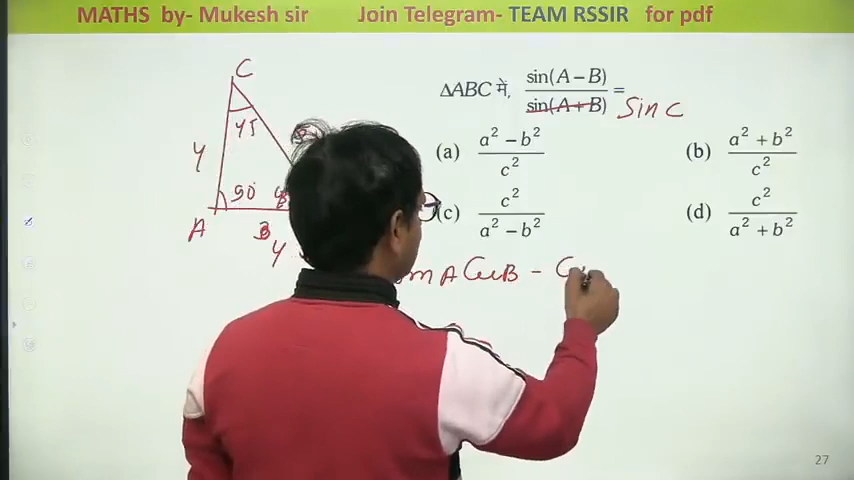 MATHS by- Mukesh sir Join Telegram- TEAM RSSIR for pdf
ΔABC में, sin(A−B)/sin(A+B) = Sin C
(a) a² − b² / c²
(b) a² + b² / c²
(c) c² / a² − b²
(d) c² / a² + b²
C
45
y
90
A
B
y
A CosB −
27